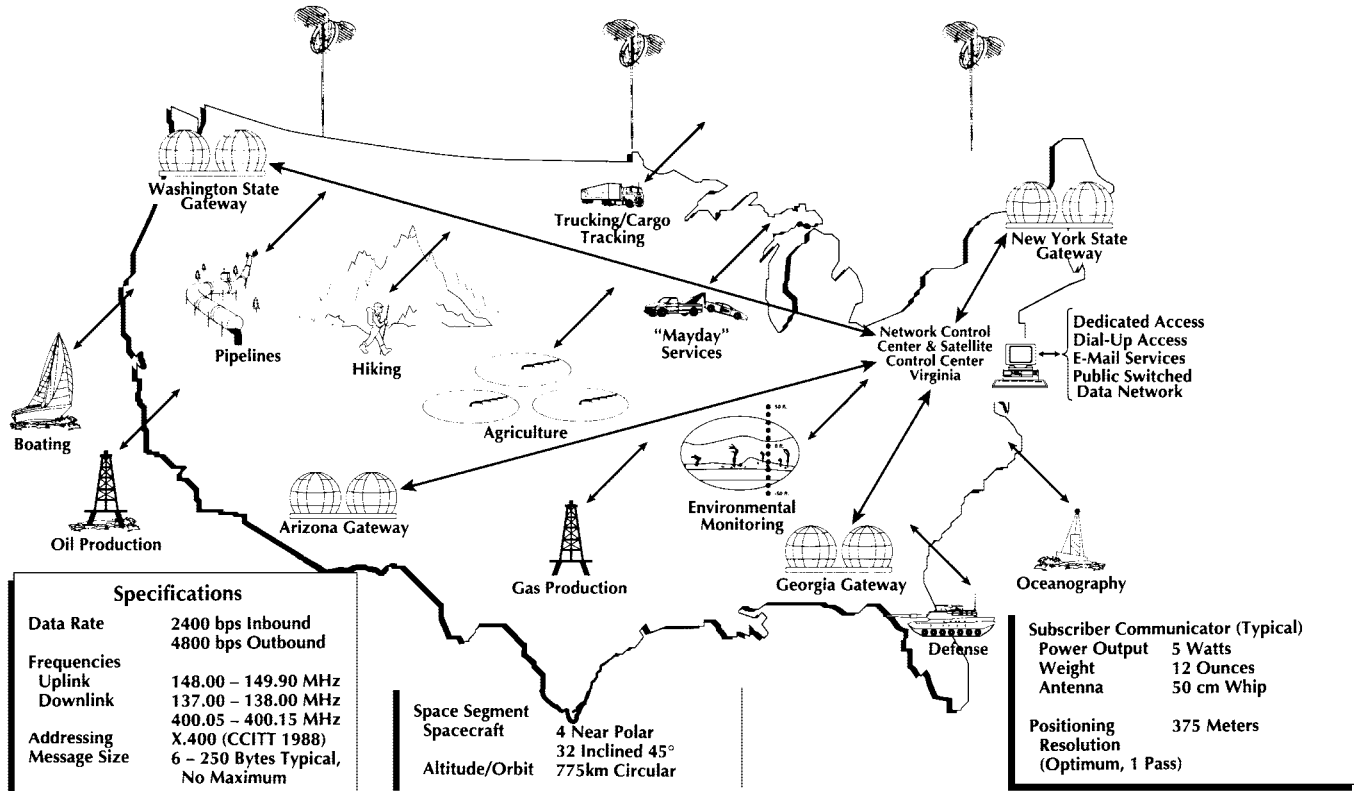 Washington State
Gateway
Trucking/Cargo
Tracking
New York State
Gateway
Pipelines
Hiking
"Mayday"
Services
Network Control
Center & Satellite
Control Center
Virginia
Dedicated Access
Dial-Up Access
E-Mail Services
Public Switched
Data Network
Boating
Agriculture
50 ft.
0 ft.
-50 ft.
Environmental
Monitoring
Oil Production
Arizona Gateway
Gas Production
Georgia Gateway
Oceanography
Defense
Specifications
Data Rate 2400 bps Inbound
4800 bps Outbound
Frequencies
Uplink 148.00 – 149.90 MHz
Downlink 137.00 – 138.00 MHz
400.05 – 400.15 MHz
Addressing X.400 (CCITT 1988)
Message Size 6 – 250 Bytes Typical,
No Maximum
Space Segment
Spacecraft 4 Near Polar
32 Inclined 45°
Altitude/Orbit 775km Circular
Subscriber Communicator (Typical)
Power Output 5 Watts
Weight 12 Ounces
Antenna 50 cm Whip
Positioning 375 Meters
Resolution
(Optimum, 1 Pass)